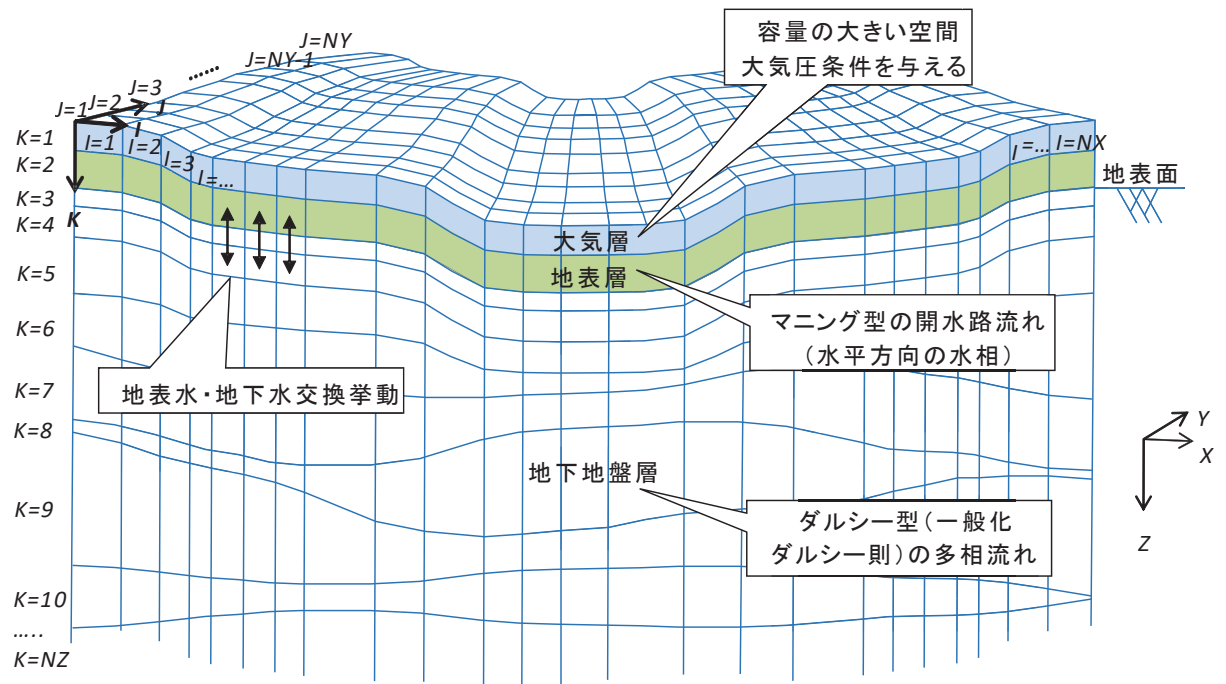 容量の大きい空間
大気圧条件を与える
J=NY
J=NY-1
......
J=3
J=2
J=1
J
I
K=1
K=2
K=3
K=4
K=5
K=6
K=7
K=8
K=9
K=10
.....
K=NZ
K
I=1
I=2
I=3
I=...
I=...
I=NX
地表面
大気層
地表層
マニング型の開水路流れ
(水平方向の水相)
地表水・地下水交換挙動
地下地盤層
ダルシー型(一般化
ダルシー則)の多相流れ
Y
X
Z